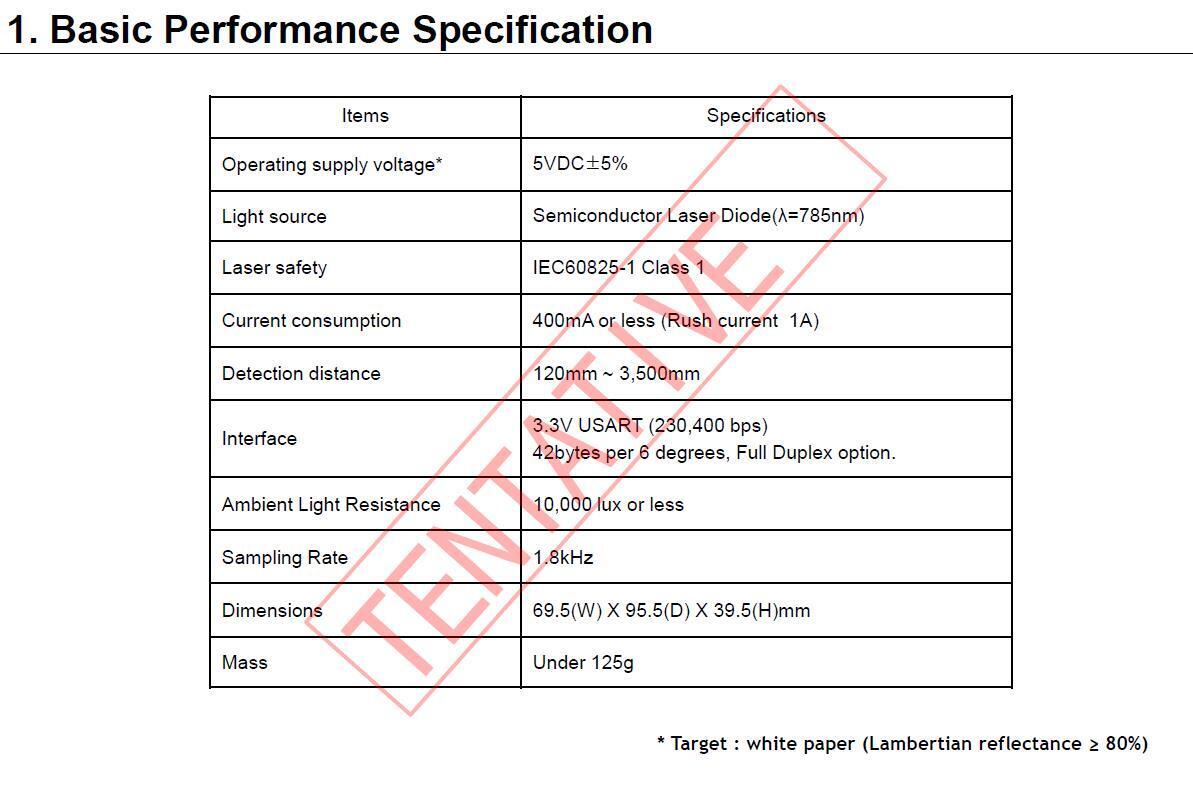 1. Basic Performance Specification
Items Specifications
Operating supply voltage* 5VDC±5%
Light source Semiconductor Laser Diode(λ=785nm)
Laser safety IEC60825-1 Class 1
Current consumption 400mA or less (Rush current 1A)
Detection distance 120mm ~ 3,500mm
Interface 3.3V USART (230,400 bps)
42bytes per 6 degrees, Full Duplex option.
Ambient Light Resistance 10,000 lux or less
Sampling Rate 1.8kHz
Dimensions 69.5(W) X 95.5(D) X 39.5(H)mm
Mass Under 125g
TENTATIVE
* Target : white paper (Lambertian reflectance ≥ 80%)